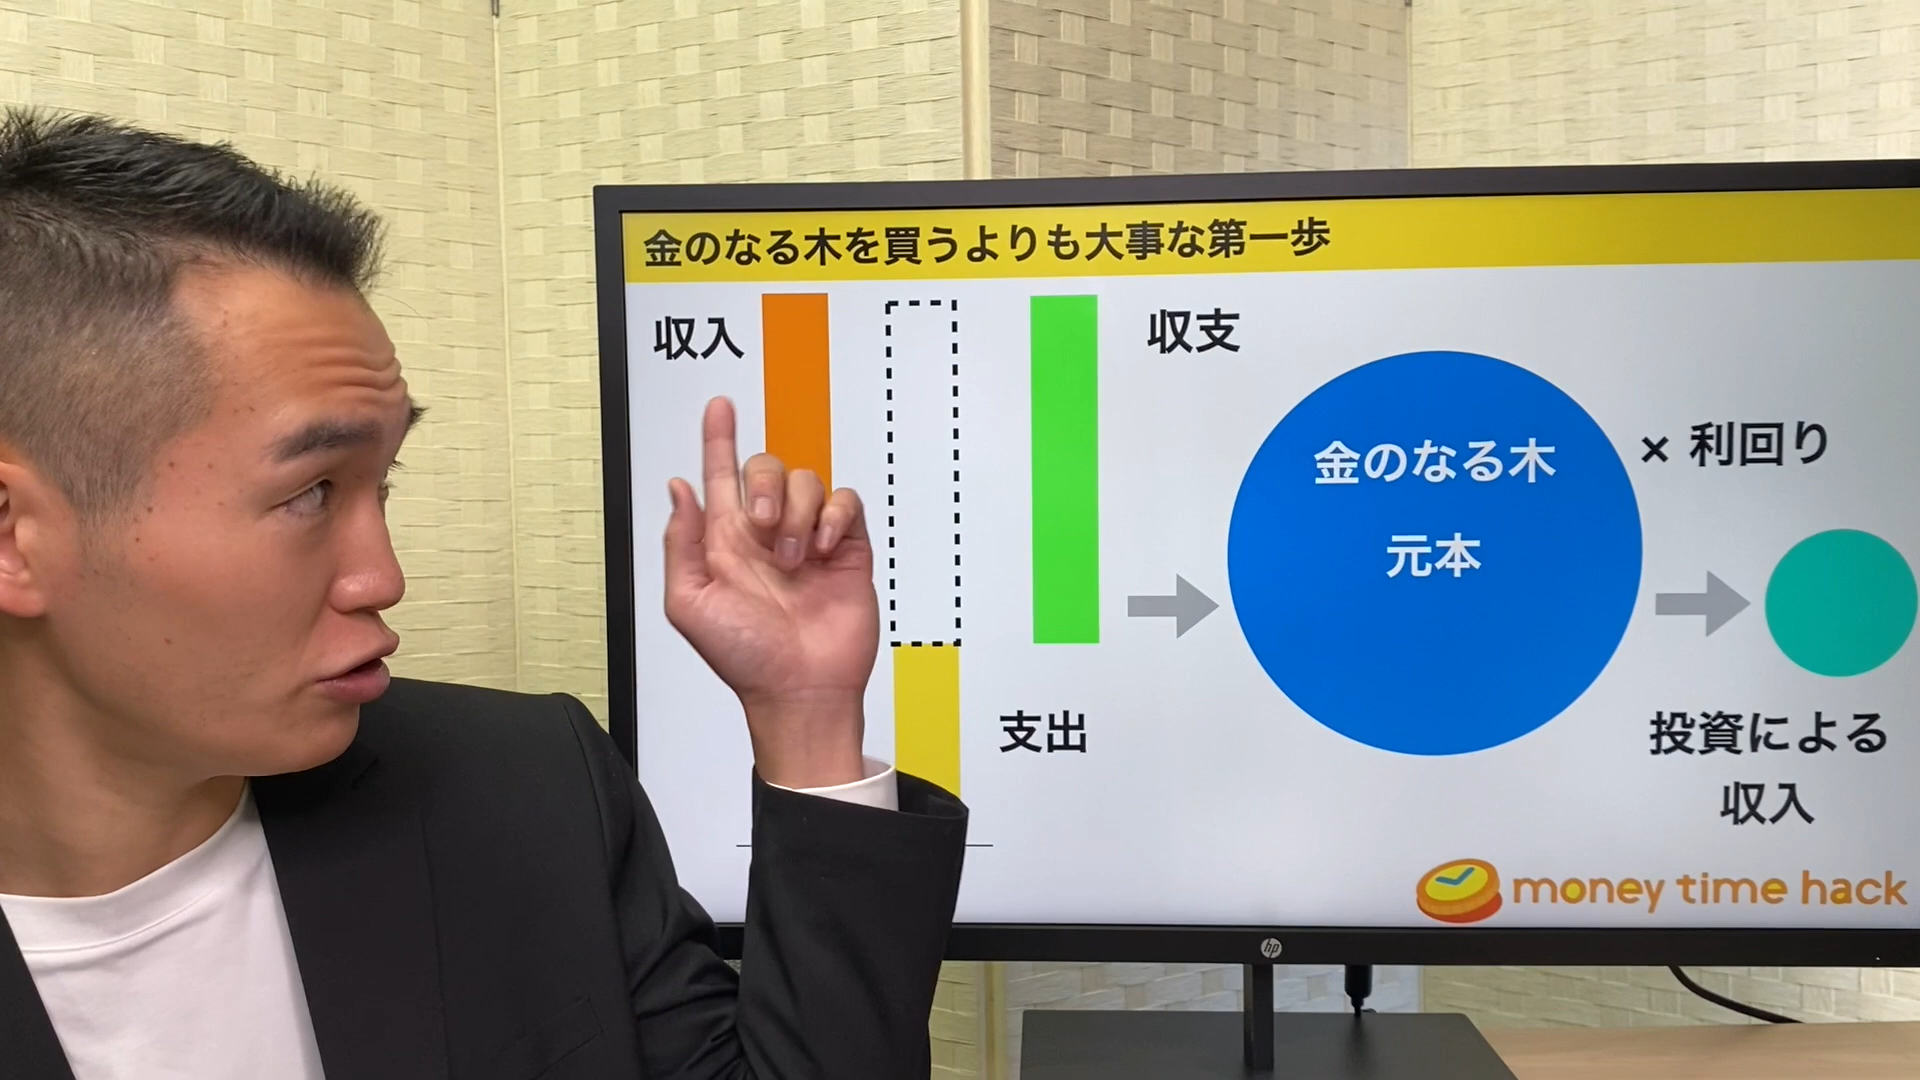 金のなる木を買うよりも大事な第一歩
収入
収支
金のなる木
元本
× 利回り
支出
投資による
収入
money time hack
hp